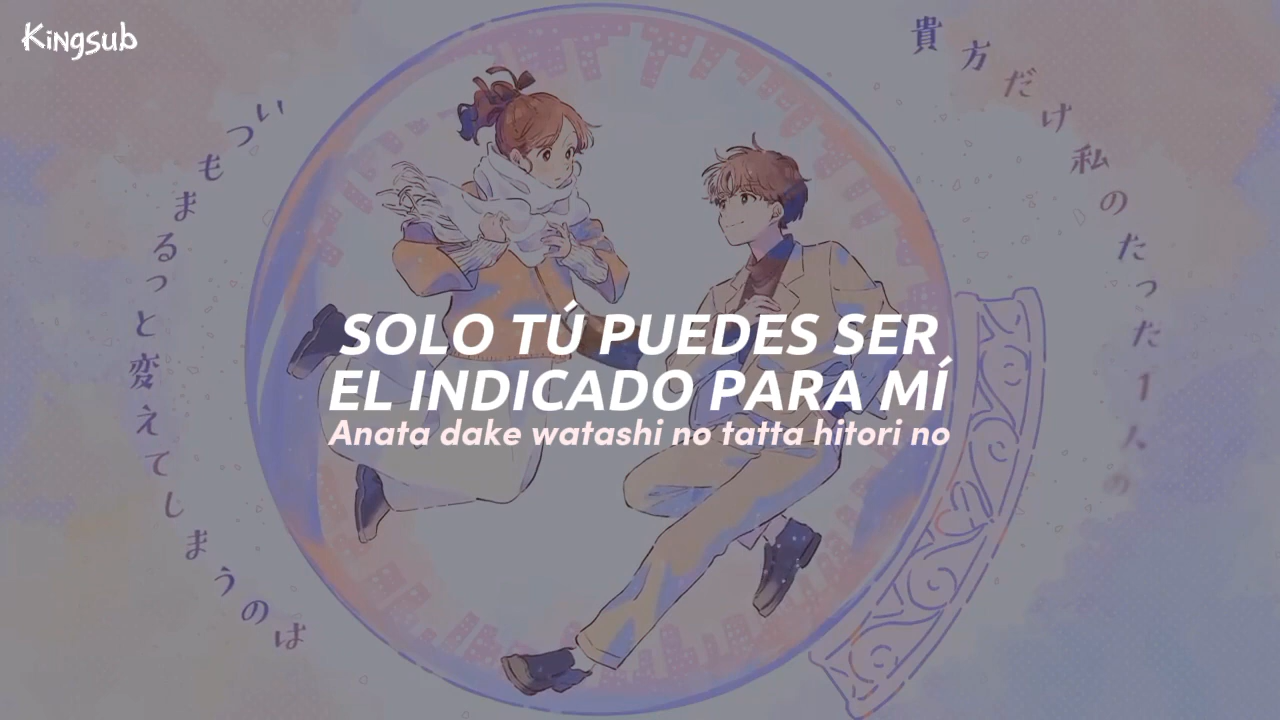 Kingsub
いつもまるっと変えてしまうのは
貴方だけ私のたった1人の
SOLO TÚ PUEDES SER
EL INDICADO PARA MÍ
Anata dake watashi no tatta hitori no